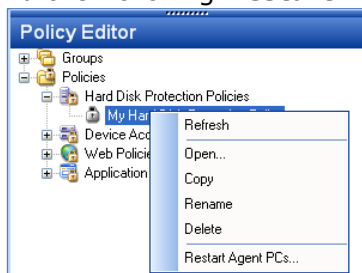 Policy Editor
Groups
Policies
Hard Disk Protection Policies
My Har
Device Acc
Web Policie
Application
Refresh
Open...
Copy
Rename
Delete
Restart Agent PCs...